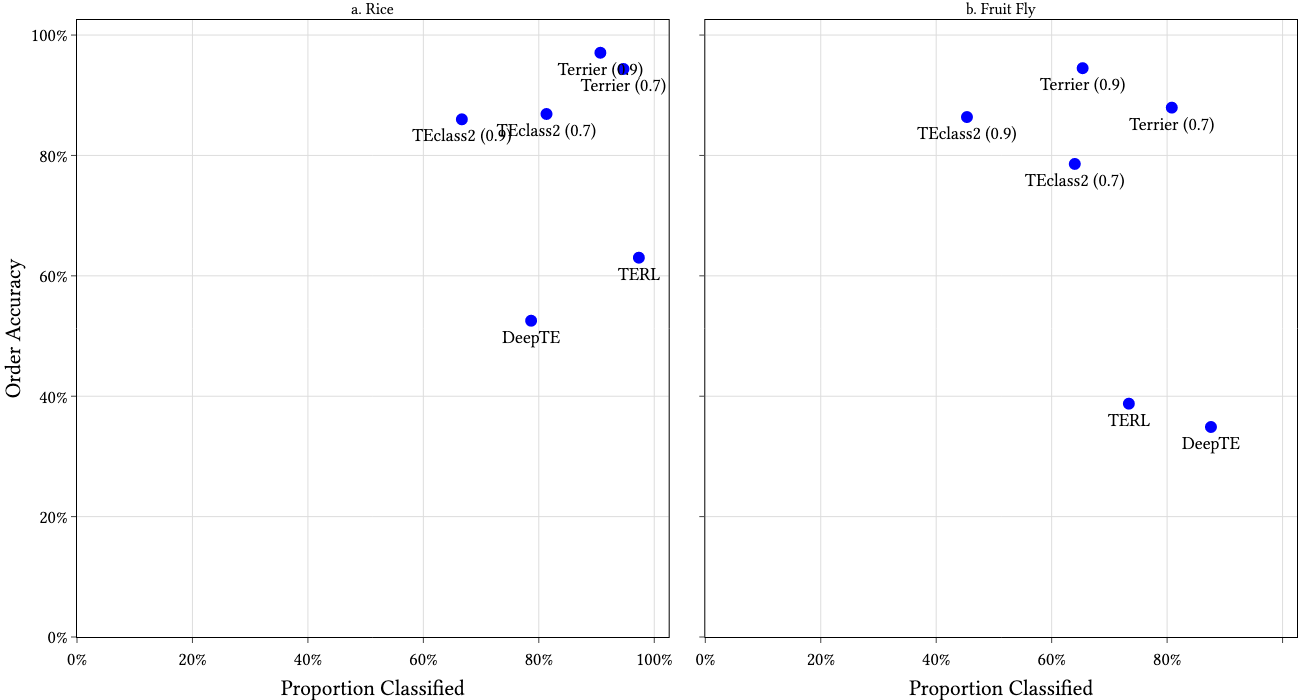 a. Rice
b. Fruit Fly
Order Accuracy
100%
80%
60%
40%
20%
0%
Terrier (0.9)
Terrier (0.7)
TEclass2 (0.9)
TEclass2 (0.7)
TERL
DeepTE
0%
20%
40%
60%
80%
100%
Proportion Classified
Terrier (0.9)
Terrier (0.7)
TEclass2 (0.9)
TEclass2 (0.7)
TERL
DeepTE
0%
20%
40%
60%
80%
Proportion Classified